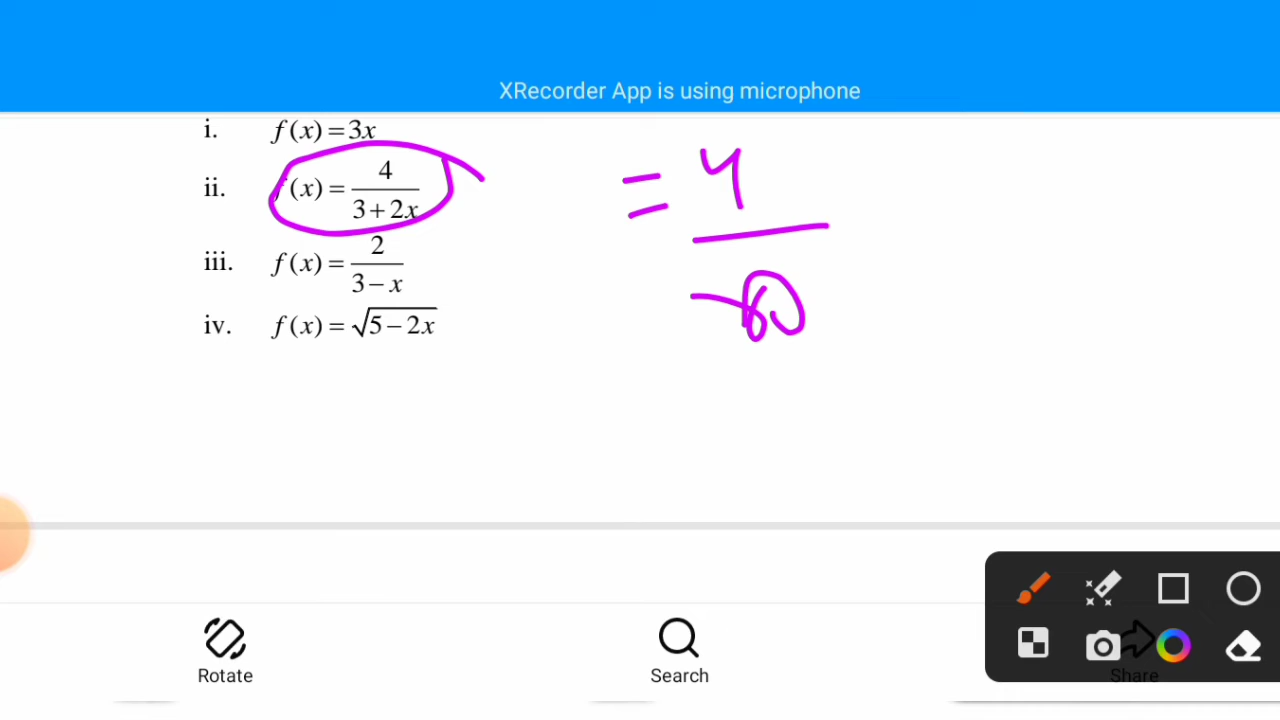 XRecorder App is using microphone
i. f(x)=3x
ii. f(x)=4/(3+2x)
= 4
iii. f(x)=2/(3−x)
iv. f(x)=√(5−2x)
Rotate
Search
Share